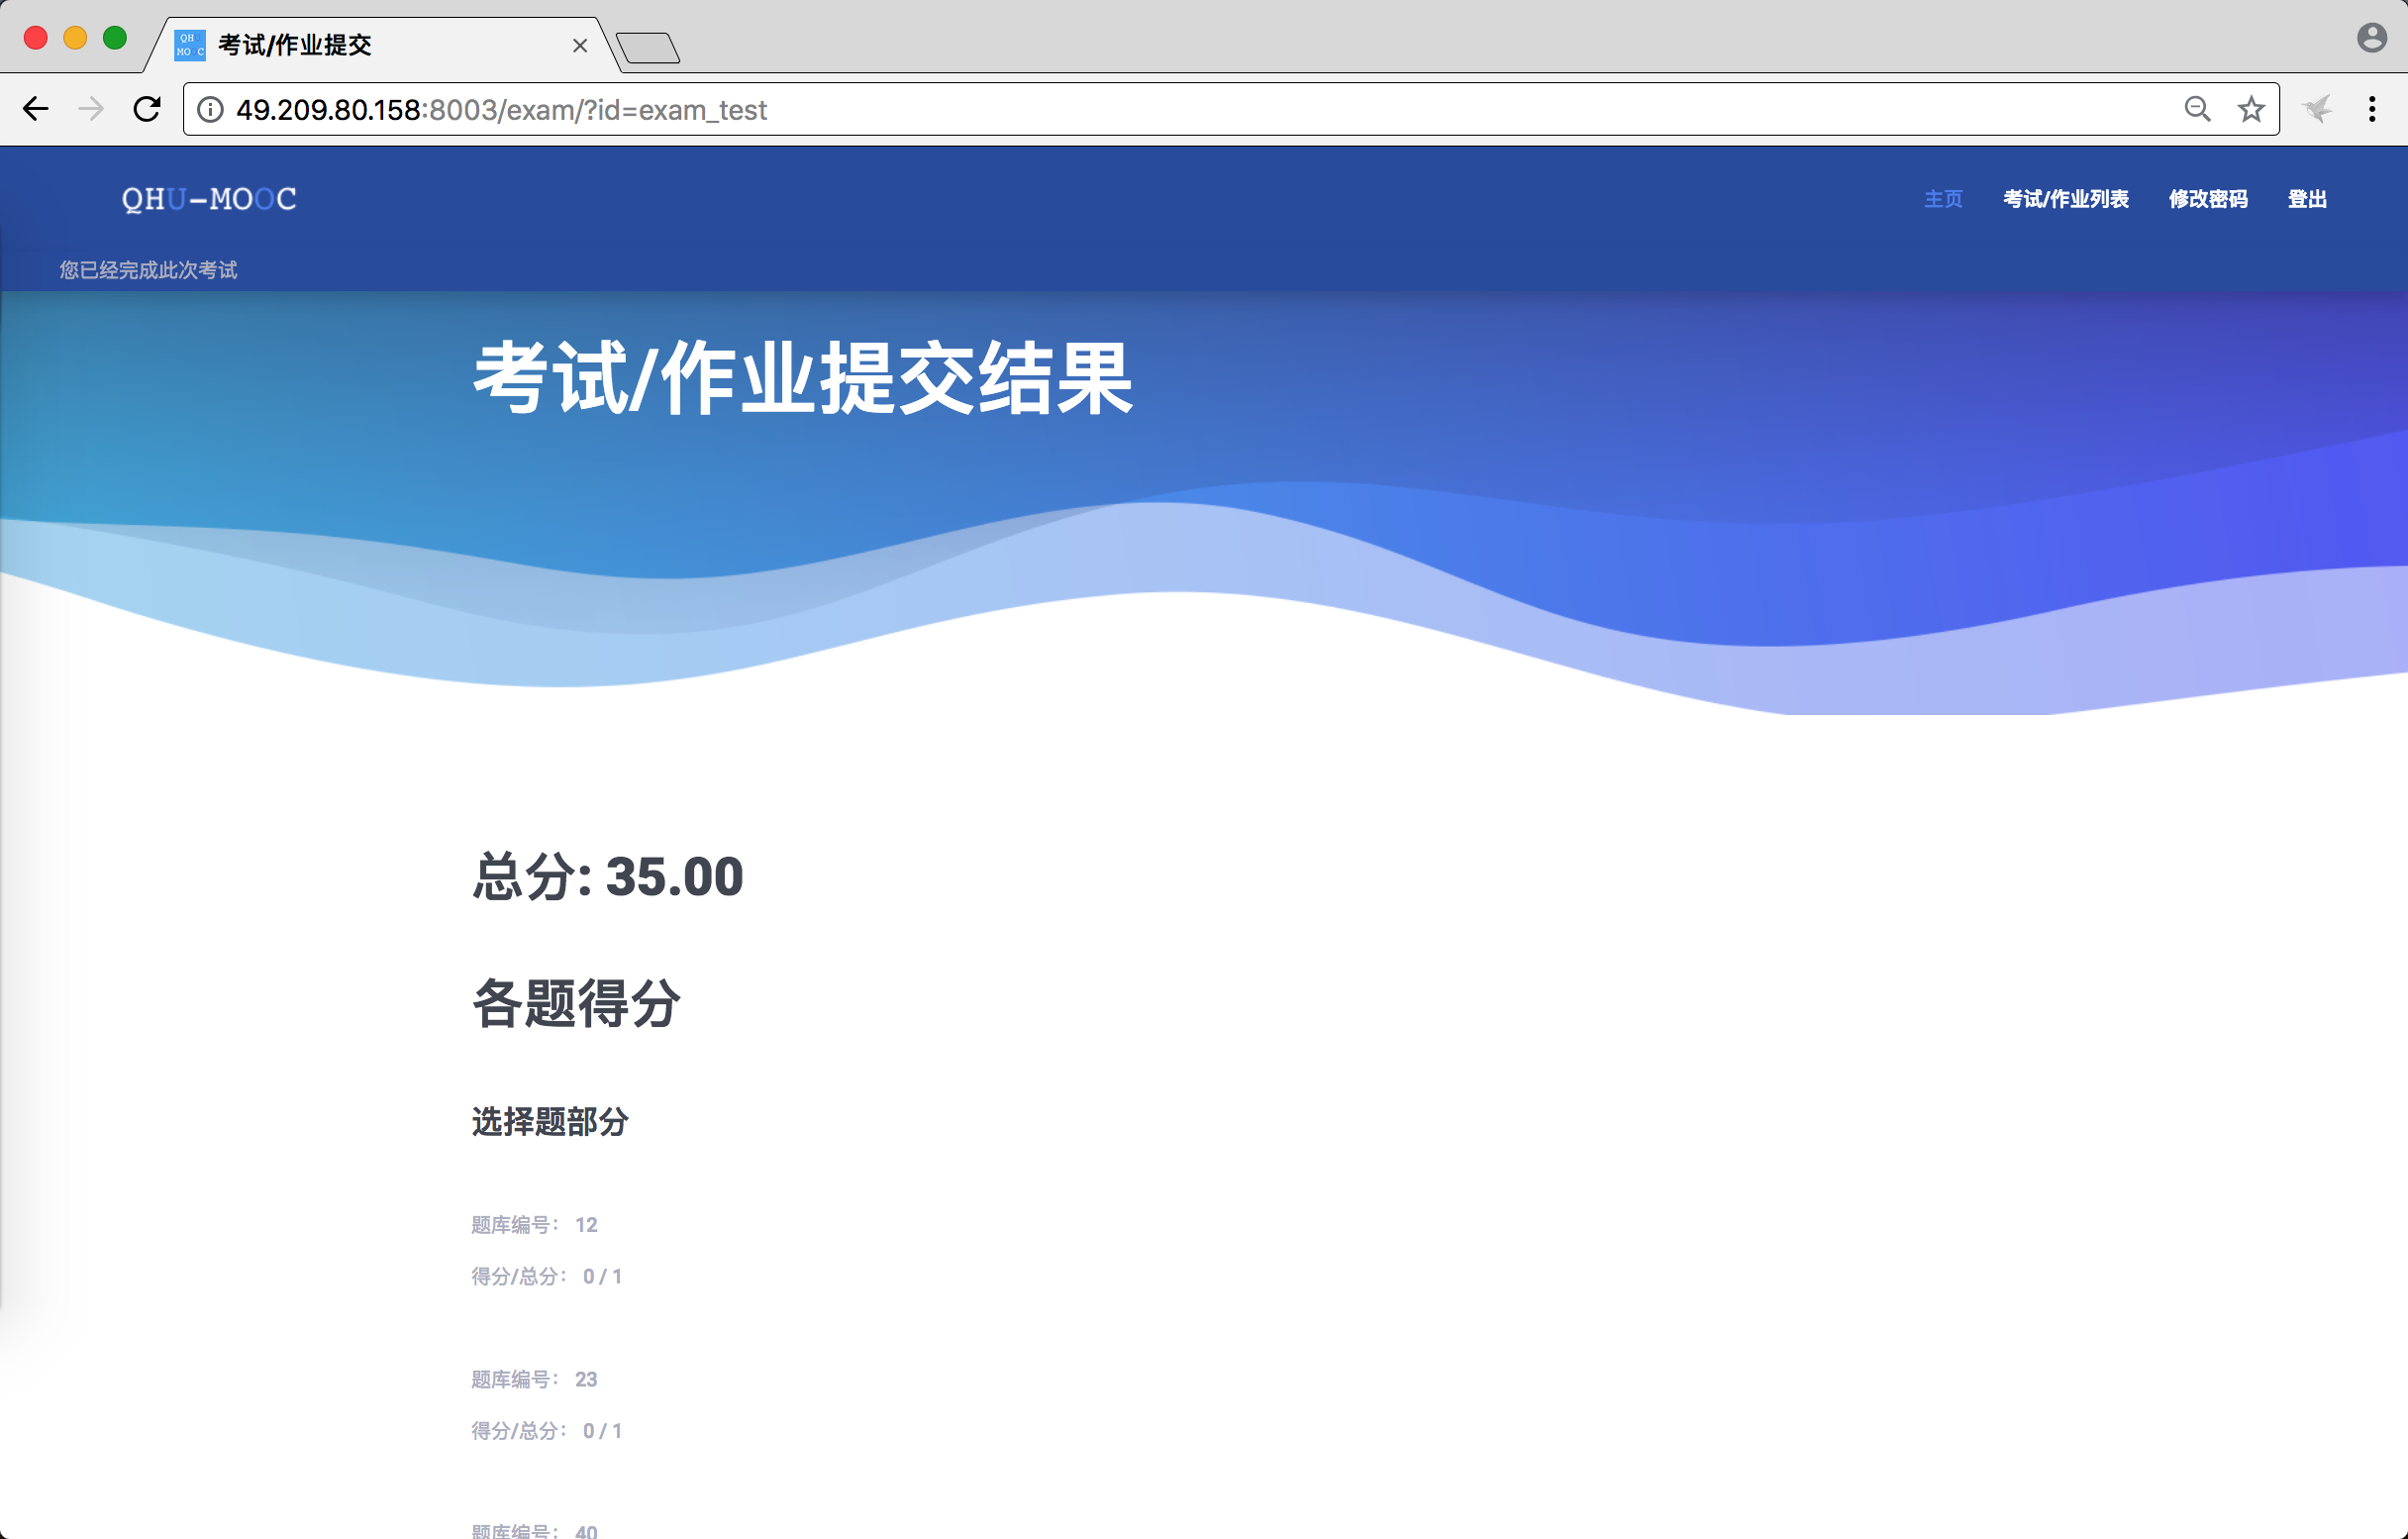 QHU
MOOC
考试/作业提交
49.209.80.158:8003/exam/?id=exam_test
QHU-MOOC
主页 考试/作业列表 修改密码 登出
您已经完成此次考试
考试/作业提交结果
总分: 35.00
各题得分
选择题部分
题库编号： 12
得分/总分： 0 / 1
题库编号： 23
得分/总分： 0 / 1
题库编号： 40